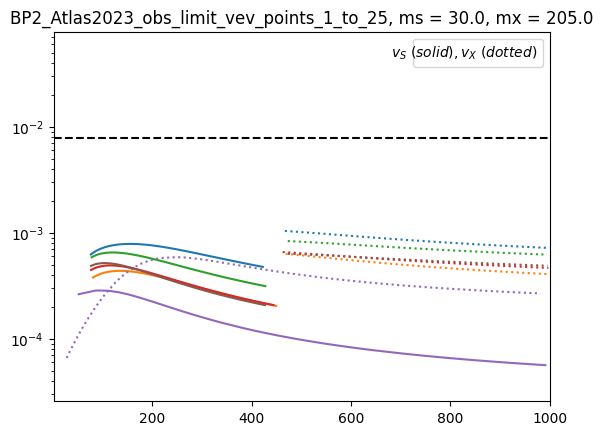 BP2_Atlas2023_obs_limit_vev_points_1_to_25, ms = 30.0, mx = 205.0
v_S (solid), v_X (dotted)
10^{-2}
10^{-3}
10^{-4}
200 400 600 800 1000